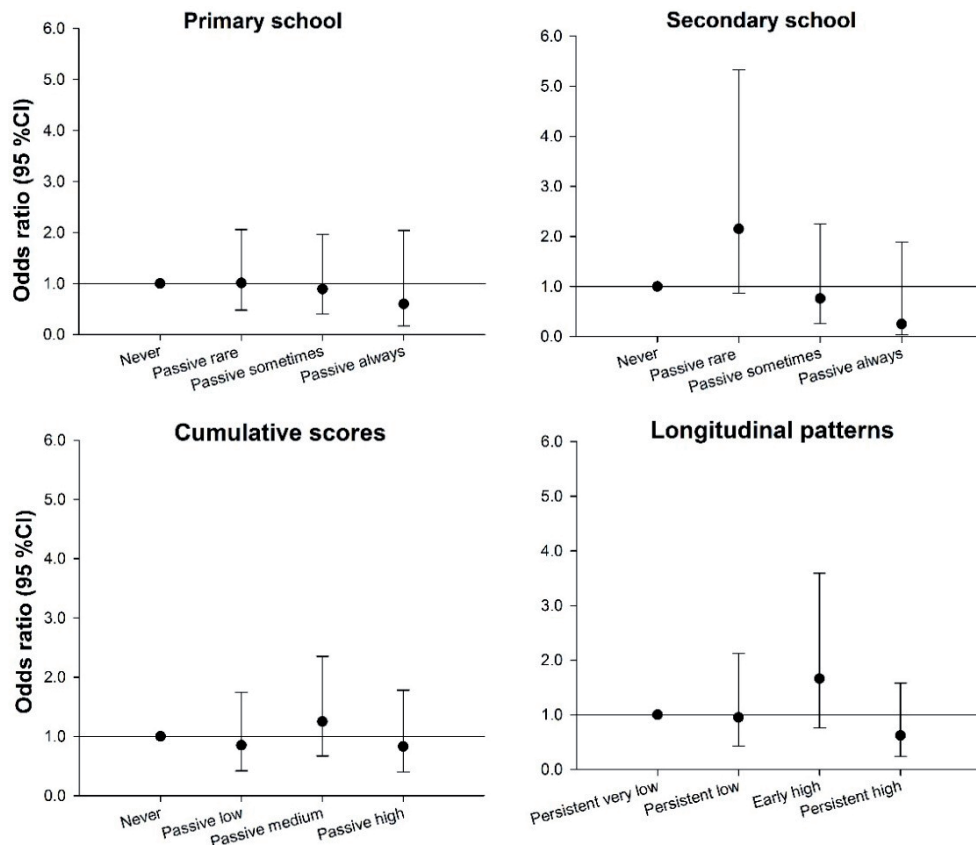 Primary school
Odds ratio (95 %CI)
6.0
5.0
4.0
3.0
2.0
1.0
0.0
Never
Passive rare
Passive sometimes
Passive always
Secondary school
6.0
5.0
4.0
3.0
2.0
1.0
0.0
Never
Passive rare
Passive sometimes
Passive always
Cumulative scores
Odds ratio (95 %CI)
6.0
5.0
4.0
3.0
2.0
1.0
0.0
Never
Passive low
Passive medium
Passive high
Longitudinal patterns
6.0
5.0
4.0
3.0
2.0
1.0
0.0
Persistent very low
Persistent low
Early high
Persistent high